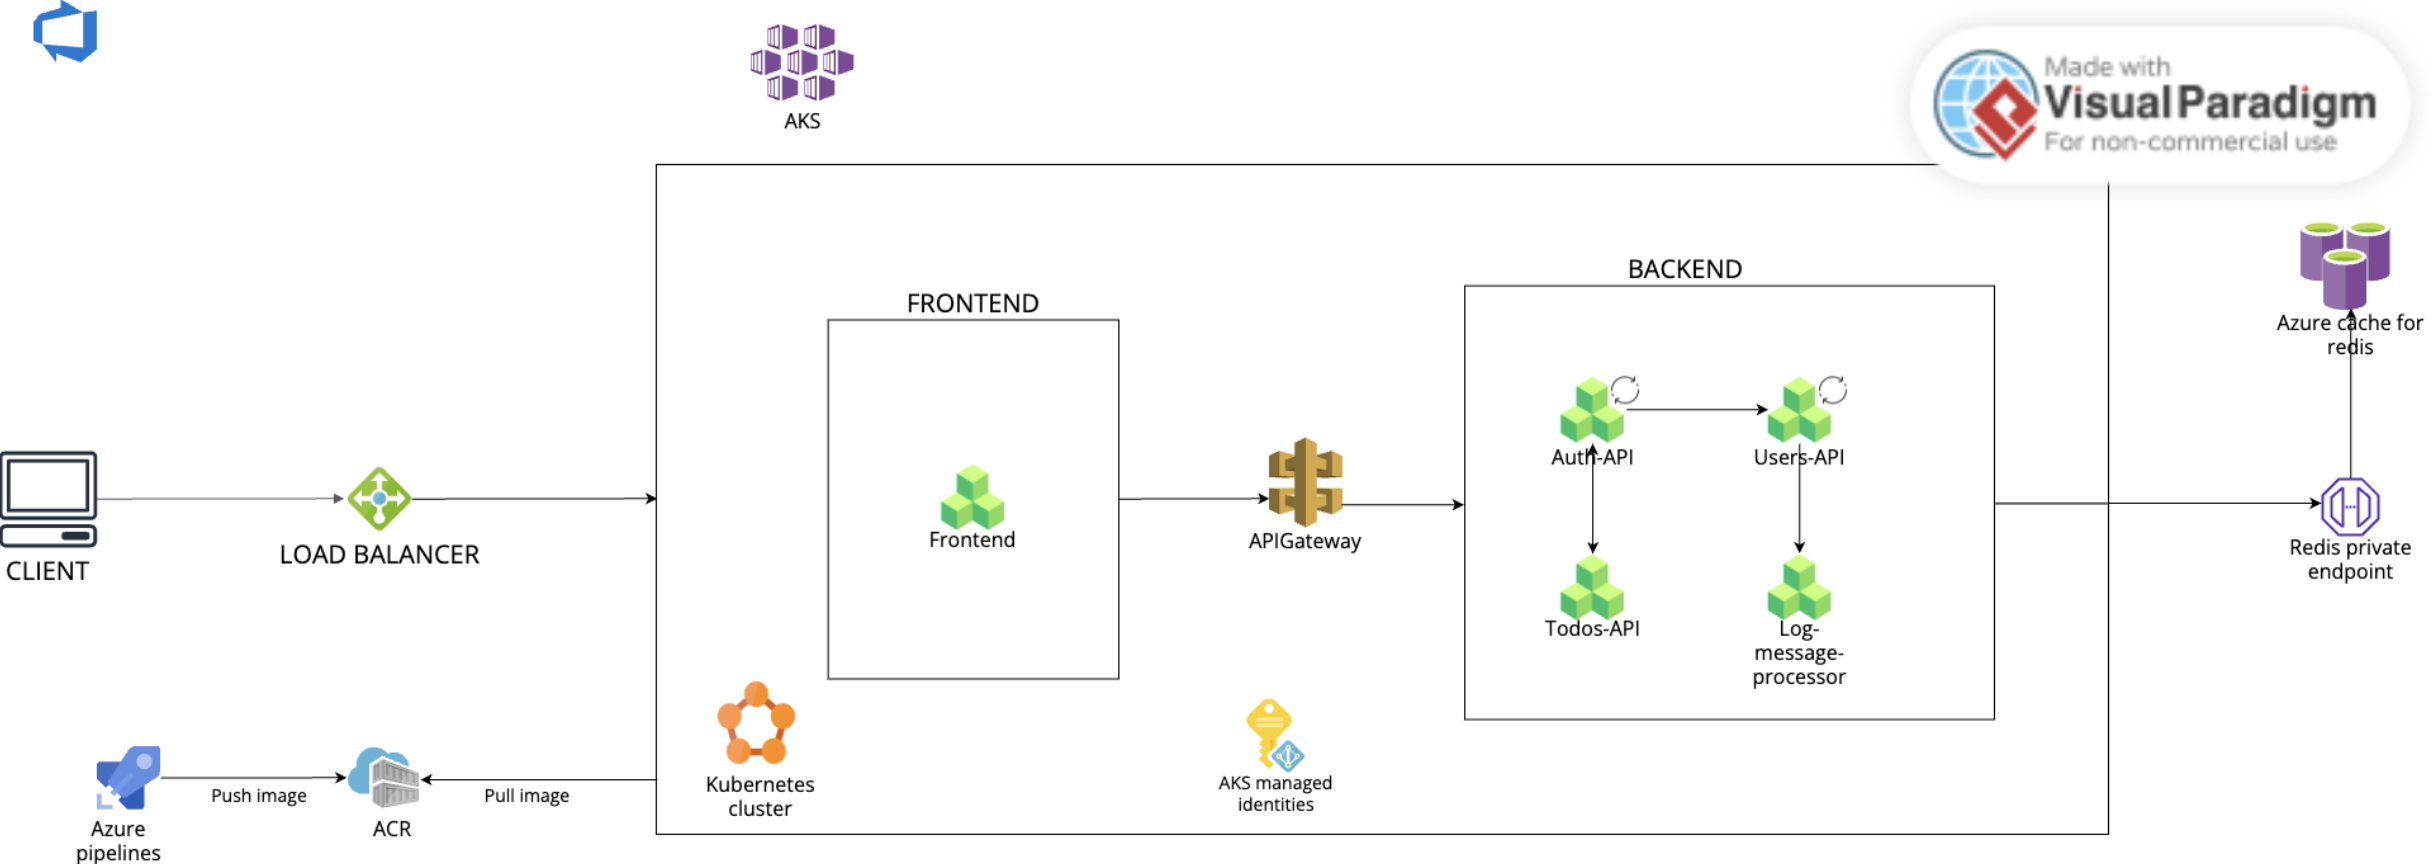 AKS
Made with
Visual Paradigm
For non-commercial use
BACKEND
FRONTEND
Azure cache for
redis
Auth-API
Users-API
Frontend
APIGateway
LOAD BALANCER
CLIENT
Redis private
endpoint
Todos-API
Log-
message-
processor
Kubernetes
cluster
AKS managed
identities
Push image
Pull image
Azure
pipelines
ACR